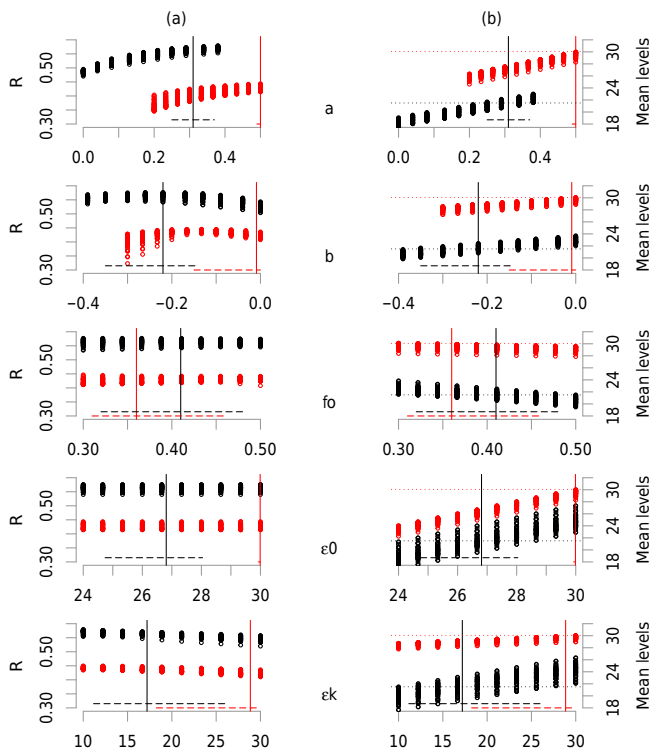 (a) (b)
R 0.30 0.50 a 18 24 30 Mean levels
0.0 0.2 0.4 0.0 0.2 0.4
R 0.30 0.50 b 18 24 30 Mean levels
−0.4 −0.2 0.0 −0.4 −0.2 0.0
R 0.30 0.50 fo 18 24 30 Mean levels
0.30 0.40 0.50 0.30 0.40 0.50
R 0.30 0.50 ε0 18 24 30 Mean levels
24 26 28 30 24 26 28 30
R 0.30 0.50 εk 18 24 30 Mean levels
10 15 20 25 30 10 15 20 25 30